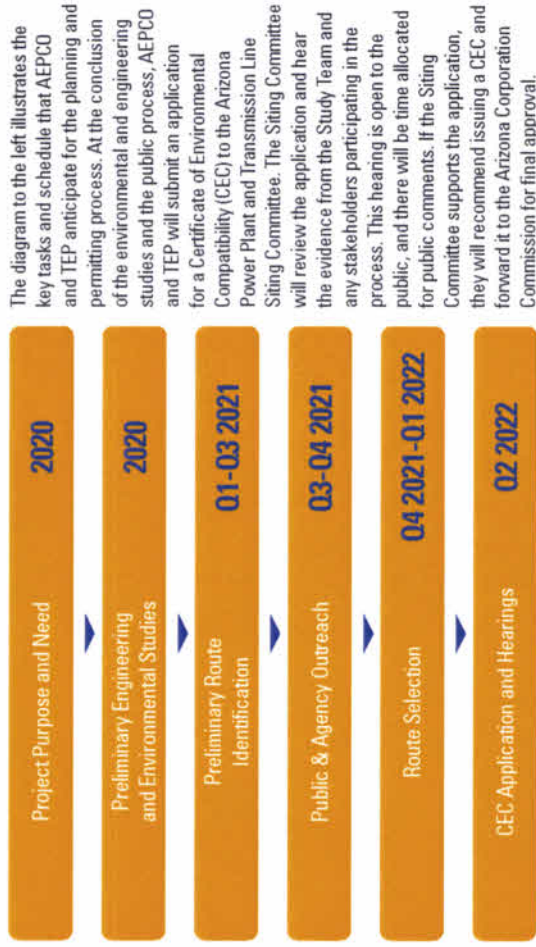 Project Purpose and Need
2020
Preliminary Engineering
and Environmental Studies
2020
Preliminary Route
Identification
Q1-Q3 2021
Public & Agency Outreach
Q3-Q4 2021
Route Selection
Q4 2021-Q1 2022
CEC Application and Hearings
Q2 2022
The diagram to the left illustrates the
key tasks and schedule that AEPCO
and TEP anticipate for the planning and
permitting process. At the conclusion
of the environmental and engineering
studies and the public process, AEPCO
and TEP will submit an application
for a Certificate of Environmental
Compatibility (CEC) to the Arizona
Power Plant and Transmission Line
Siting Committee. The Siting Committee
will review the application and hear
the evidence from the Study Team and
any stakeholders participating in the
process. This hearing is open to the
public, and there will be time allocated
for public comments. If the Siting
Committee supports the application,
they will recommend issuing a CEC and
forward it to the Arizona Corporation
Commission for final approval.